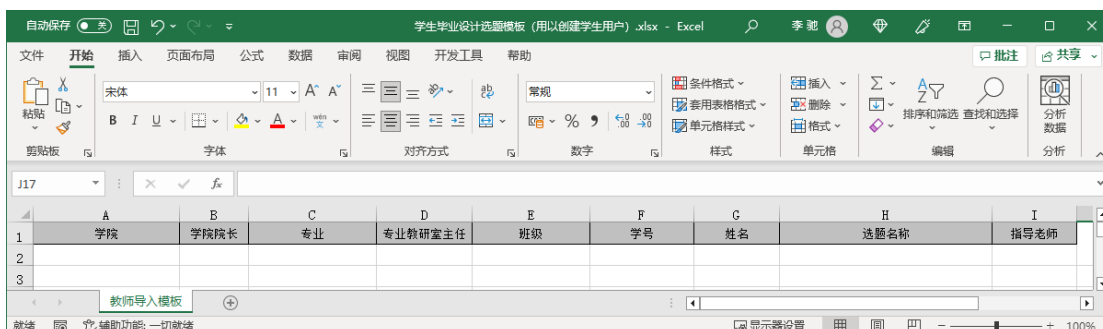 自动保存 关 学生毕业设计选题模板（用以创建学生用户）.xlsx - Excel 李驰
文件 开始 插入 页面布局 公式 数据 审阅 视图 开发工具 帮助 批注 共享
粘贴 宋体 11 A^ A˅ ab 常规 条件格式 插入 Σ 排序和筛选 查找和选择 分析数据
B I U A wén 文 % 9 套用表格格式 删除
单元格样式 格式
剪贴板 字体 对齐方式 数字 样式 单元格 编辑 分析
J17 fx
A B C D E F G H I
1 学院 学院院长 专业 专业教研室主任 班级 学号 姓名 选题名称 指导老师
2
3
教师导入模板
就绪 辅助功能: 一切就绪 显示器设置 100%